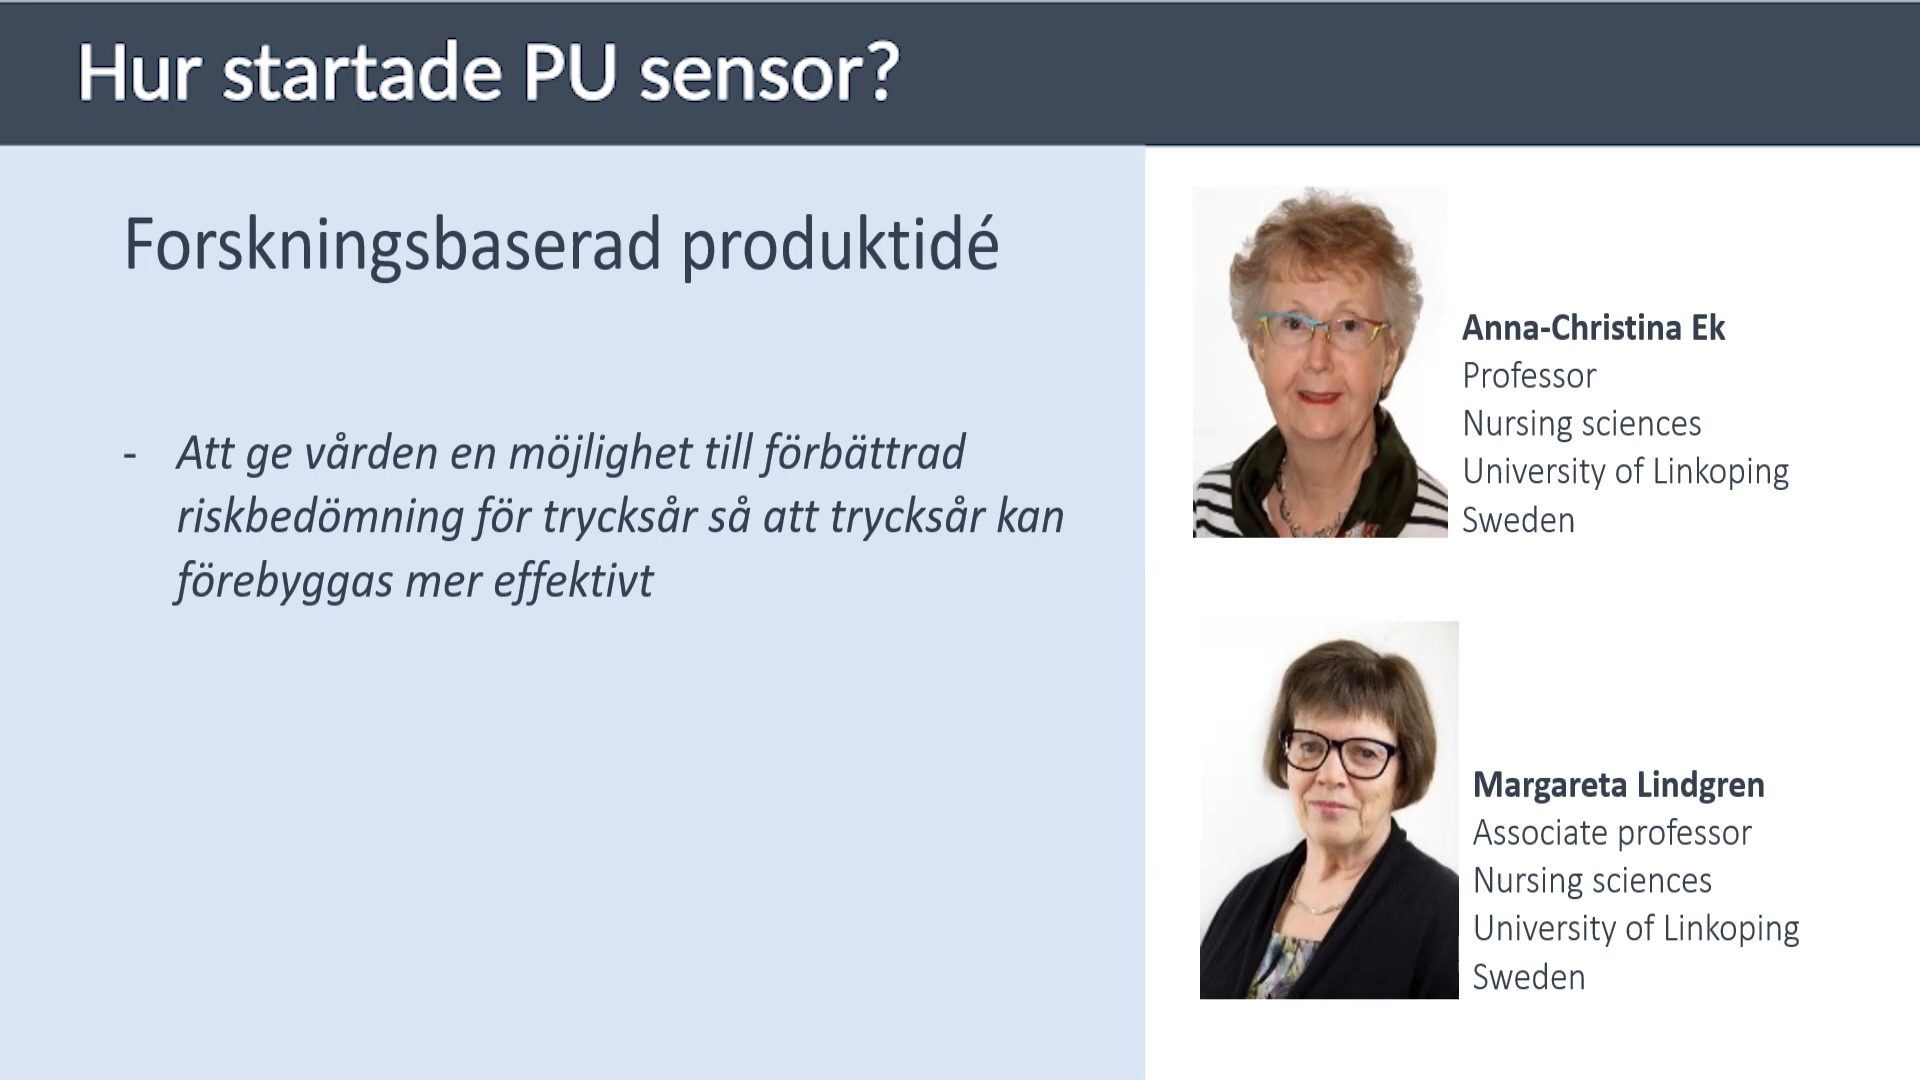 Hur startade PU sensor?
Forskningsbaserad produktidé
- Att ge vården en möjlighet till förbättrad
riskbedömning för trycksår så att trycksår kan
förebyggas mer effektivt
Anna-Christina Ek
Professor
Nursing sciences
University of Linkoping
Sweden
Margareta Lindgren
Associate professor
Nursing sciences
University of Linkoping
Sweden